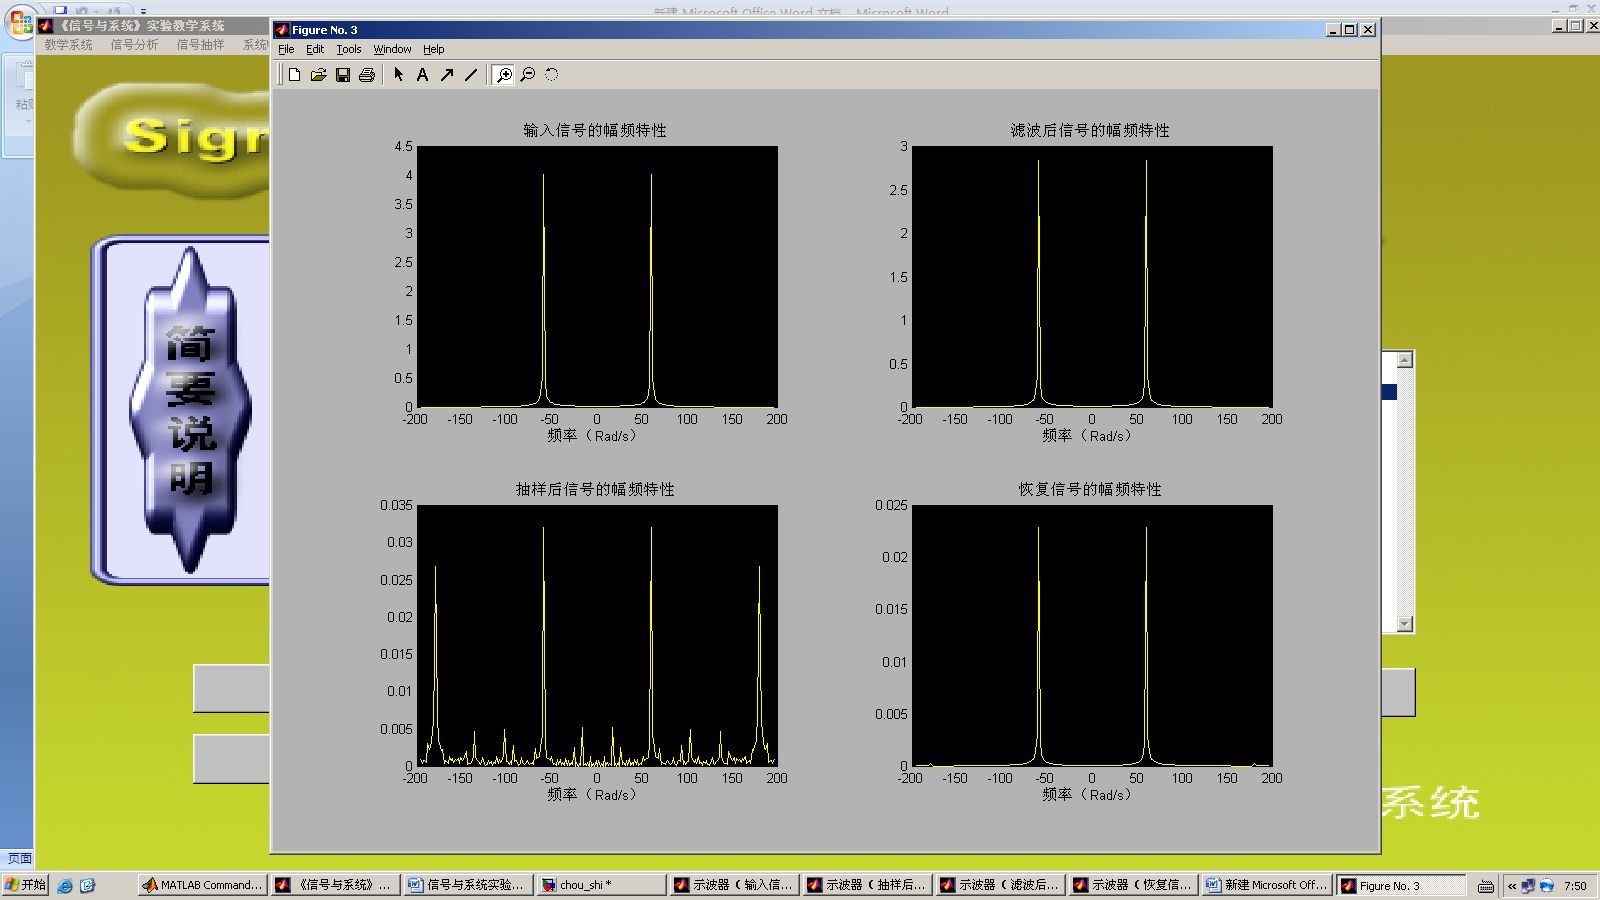 新建 Microsoft Office Word 文档 - Microsoft Word
《信号与系统》实验教学系统
教学系统 信号分析 信号抽样 系统
Figure No. 3
File Edit Tools Window Help
粘贴
Sign
简
要
说
明
输入信号的幅频特性
4.5
4
3.5
3
2.5
2
1.5
1
0.5
0
-200 -150 -100 -50 0 50 100 150 200
频率（Rad/s）
滤波后信号的幅频特性
3
2.5
2
1.5
1
0.5
0
-200 -150 -100 -50 0 50 100 150 200
频率（Rad/s）
抽样后信号的幅频特性
0.035
0.03
0.025
0.02
0.015
0.01
0.005
0
-200 -150 -100 -50 0 50 100 150 200
频率（Rad/s）
恢复信号的幅频特性
0.025
0.02
0.015
0.01
0.005
0
-200 -150 -100 -50 0 50 100 150 200
频率（Rad/s）
系统
页面
开始 MATLAB Command... 《信号与系统》... 信号与系统实验... chou_shi * 示波器（输入信... 示波器（抽样后... 示波器（滤波后... 示波器（恢复信... 新建 Microsoft Off... Figure No. 3 « 7:50